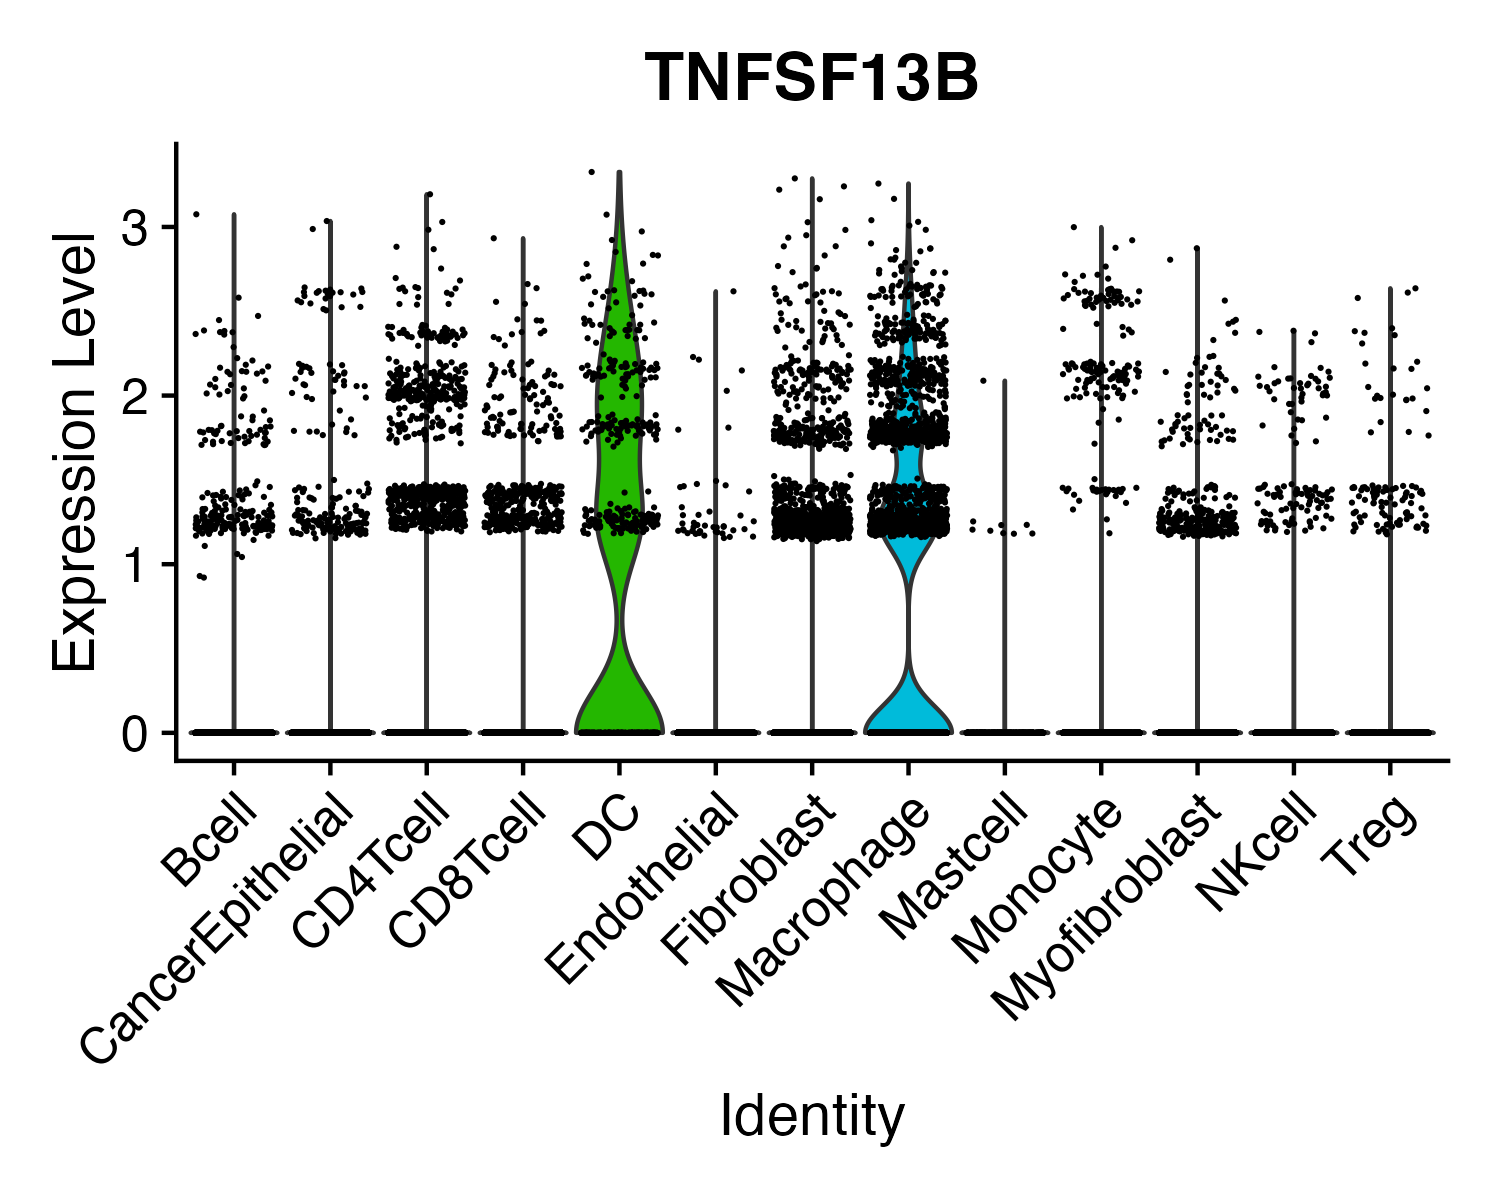 TNFSF13B
Expression Level
3
2
1
0
Bcell
CancerEpithelial
CD4Tcell
CD8Tcell
DC
Endothelial
Fibroblast
Macrophage
Mastcell
Monocyte
Myofibroblast
NKcell
Treg
Identity